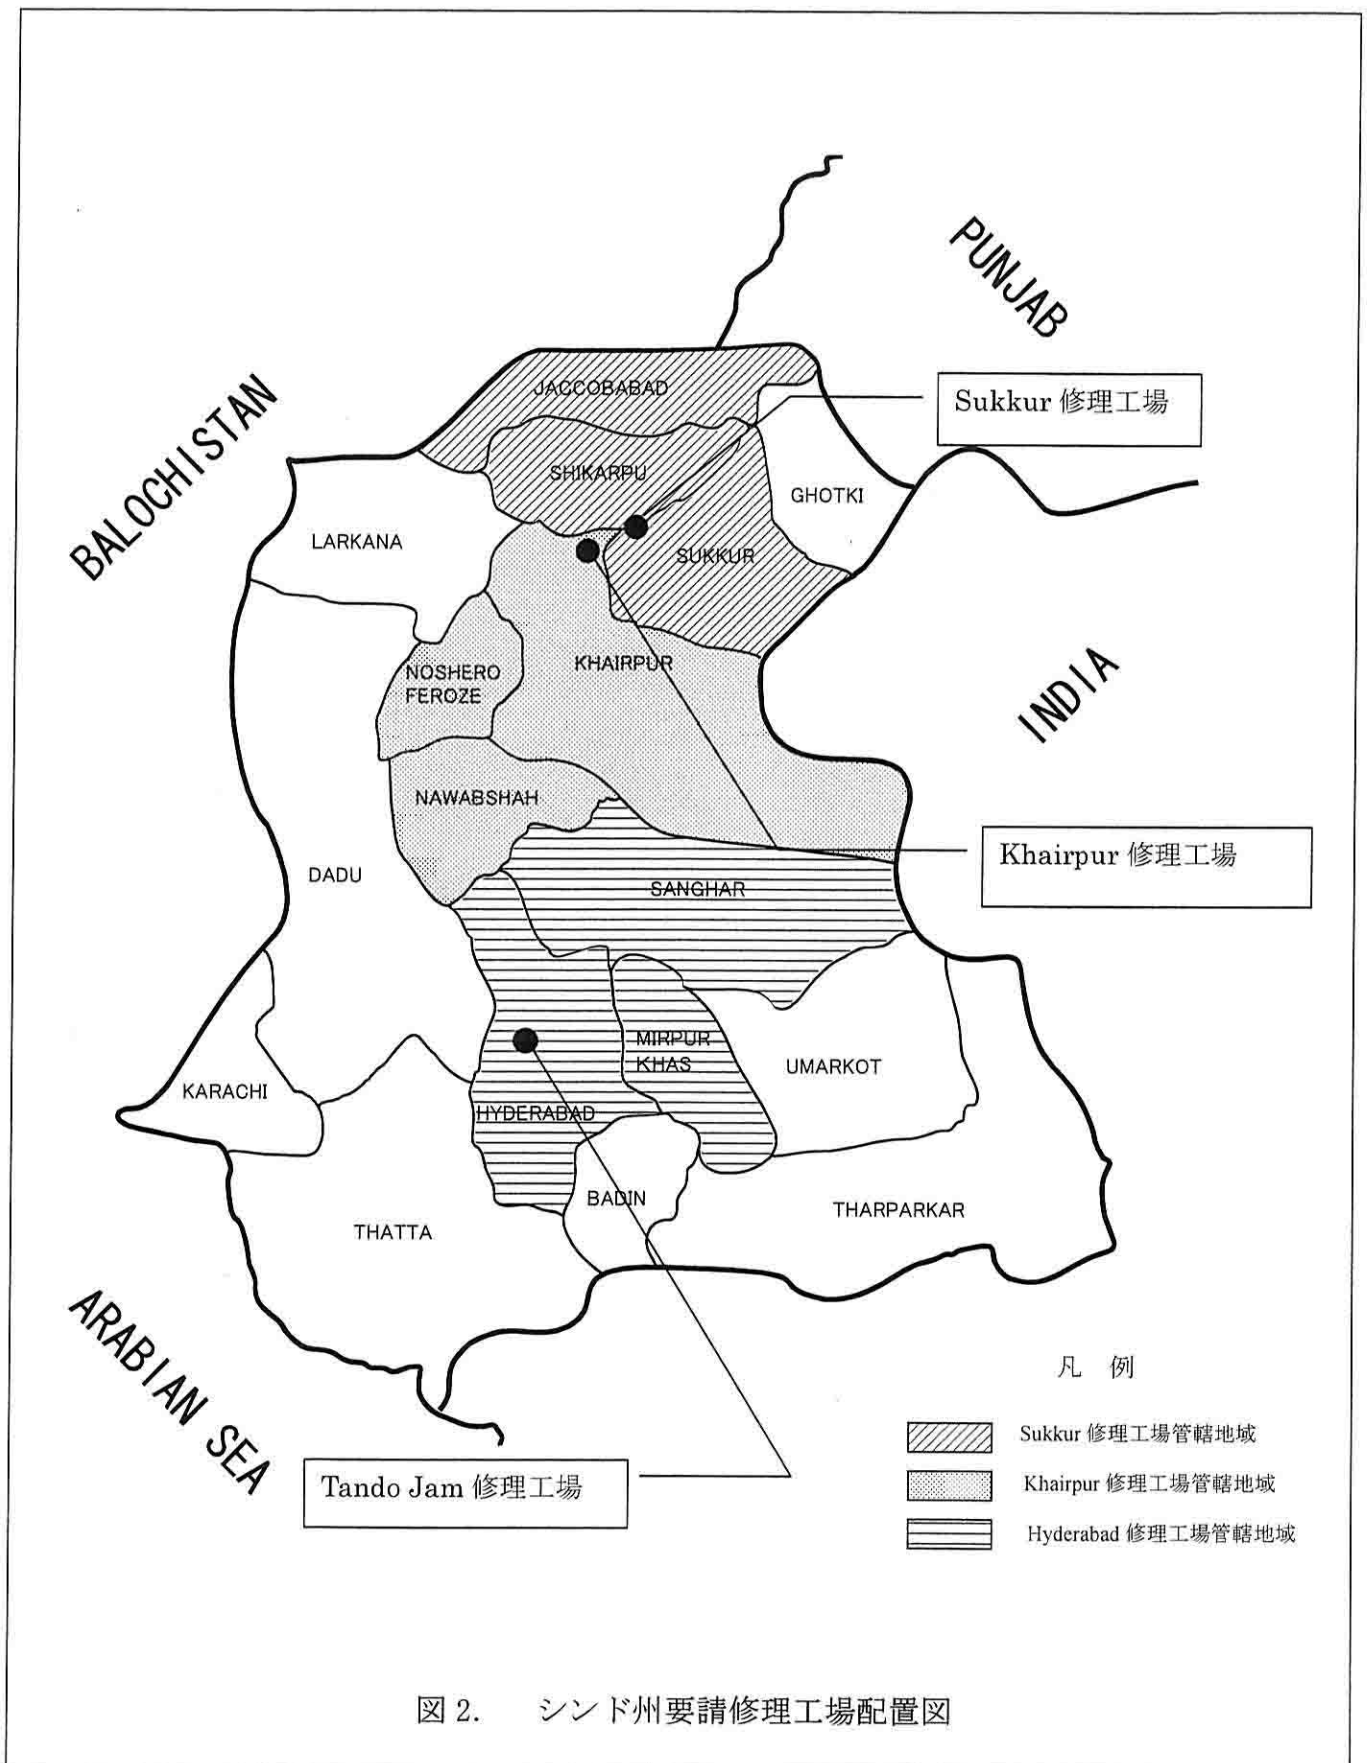 PUNJAB
BALOCHISTAN
JACCOBABAD
Sukkur 修理工場
SHIKARPU
GHOTKI
LARKANA
SUKKUR
INDIA
KHAIRPUR
NOSHERO
FEROZE
NAWABSHAH
Khairpur 修理工場
DADU
SANGHAR
MIRPUR
KHAS
UMARKOT
KARACHI
HYDERABAD
BADIN
THARPARKAR
THATTA
ARABIAN SEA
凡 例
Sukkur 修理工場管轄地域
Khairpur 修理工場管轄地域
Hyderabad 修理工場管轄地域
Tando Jam 修理工場
図 2. シンド州要請修理工場配置図